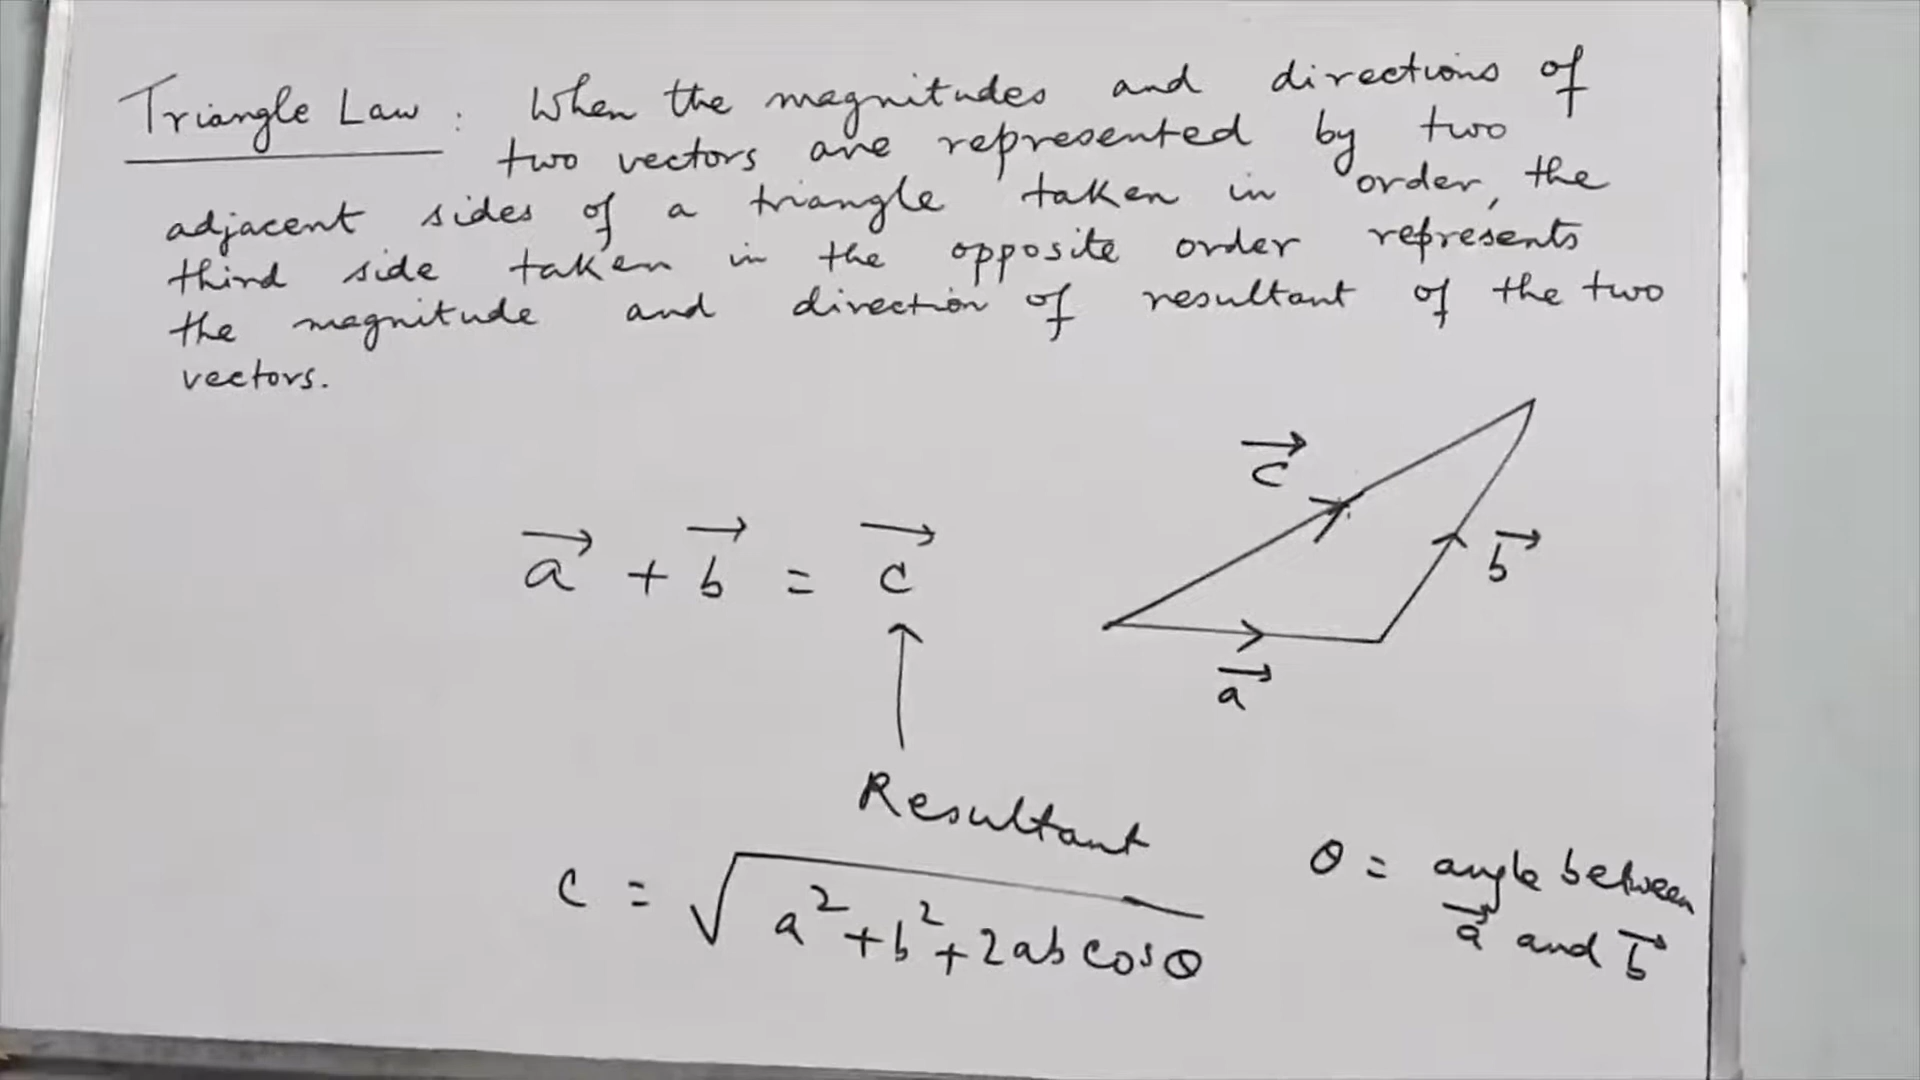 Triangle Law : When the magnitudes and directions of
two vectors are represented by two
adjacent sides of a triangle taken in order, the
third side taken in the opposite order represents
the magnitude and direction of resultant of the two
vectors.
c⃗
a⃗ + b⃗ = c⃗
b⃗
a⃗
Resultant
c = √(a²+b²+2ab cosθ)
θ = angle between
a⃗ and b⃗